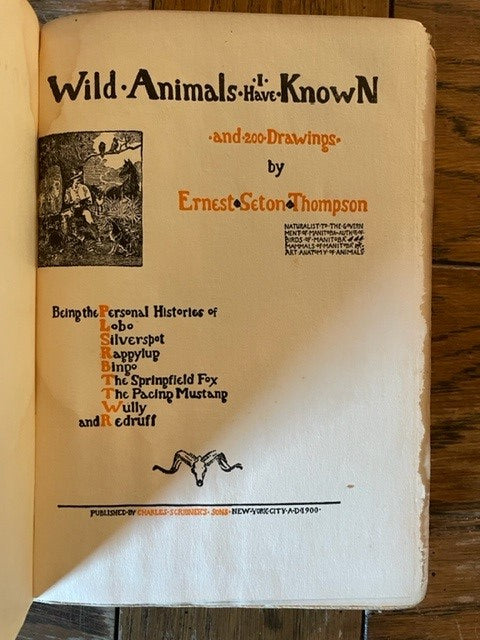 Wild·Animals·I·Have·Known
·and·200·Drawings·
by
Ernest Seton Thompson
NATURALIST·TO·THE·GOVERN
MENT·OF·MANITOBA·AUTHOR·OF
BIRDS·OF·MANITOBA
MAMMALS·OF·MANITOBA
ART·ANATOMY·OF·ANIMALS
Being the Personal Histories of
Lobo
Silverspot
Raggylug
Bingo
The Springfield Fox
The Pacing Mustang
Wully
and Redruff
PUBLISHED·BY·CHARLES·SCRIBNER'S·SONS·NEW·YORK·CITY·A·D·1900·